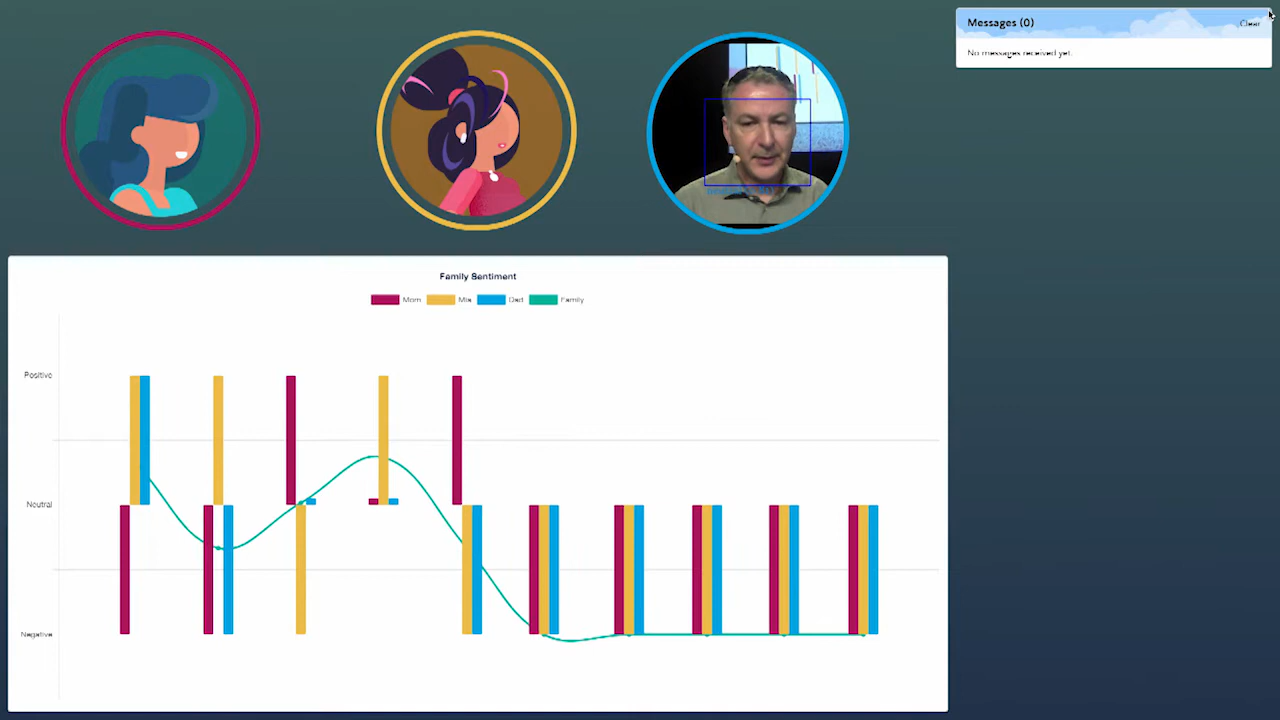 Messages (0)
Clear
No messages received yet.
Family Sentiment
Mom
Mia
Dad
Family
Positive
Neutral
Negative